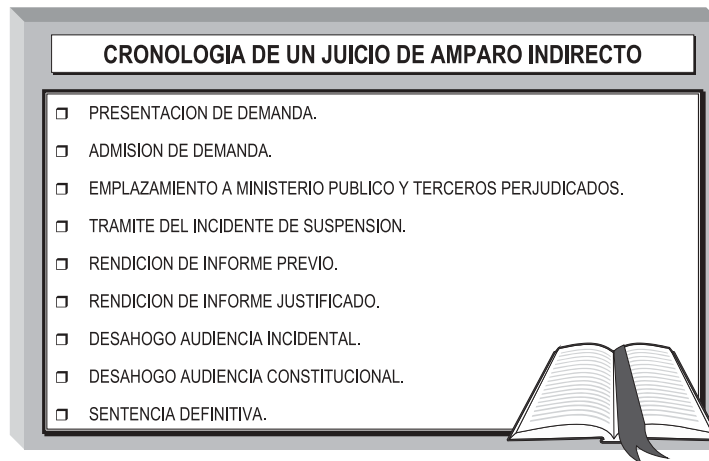 CRONOLOGIA DE UN JUICIO DE AMPARO INDIRECTO
PRESENTACION DE DEMANDA.
ADMISION DE DEMANDA.
EMPLAZAMIENTO A MINISTERIO PUBLICO Y TERCEROS PERJUDICADOS.
TRAMITE DEL INCIDENTE DE SUSPENSION.
RENDICION DE INFORME PREVIO.
RENDICION DE INFORME JUSTIFICADO.
DESAHOGO AUDIENCIA INCIDENTAL.
DESAHOGO AUDIENCIA CONSTITUCIONAL.
SENTENCIA DEFINITIVA.